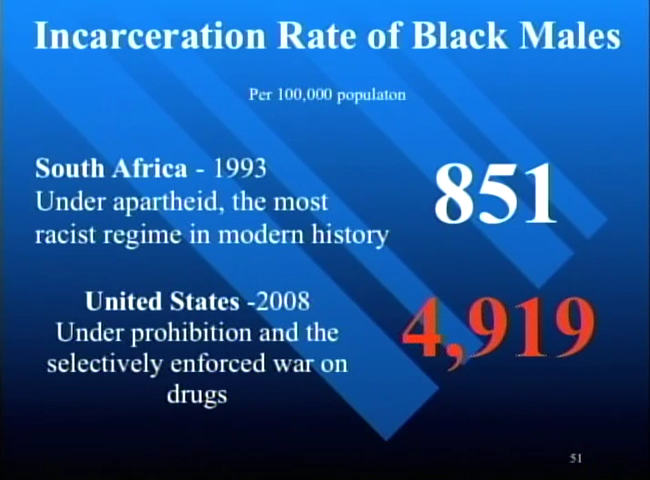 Incarceration Rate of Black Males
Per 100,000 populaton
South Africa - 1993
Under apartheid, the most
racist regime in modern history
851
United States -2008
Under prohibition and the
selectively enforced war on
drugs
4,919
51